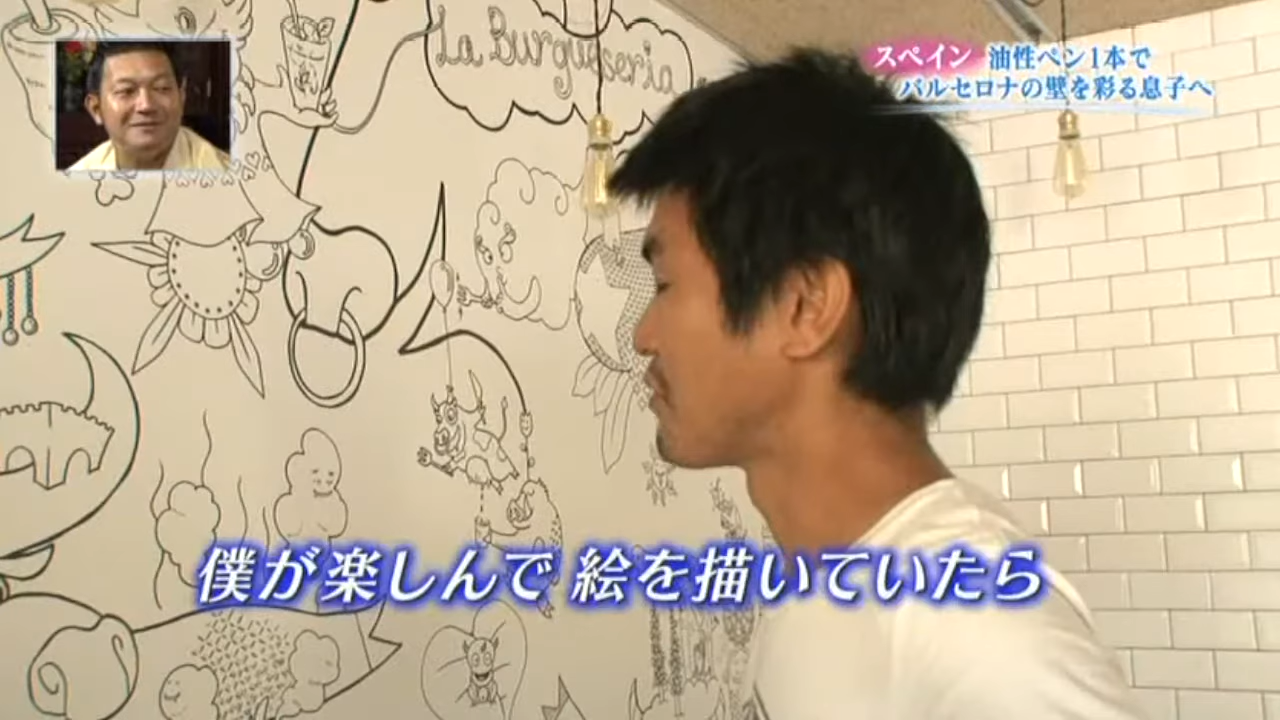 La Burgueseria
スペイン 油性ペン1本で
バルセロナの壁を彩る息子へ
僕が楽しんで 絵を描いていたら